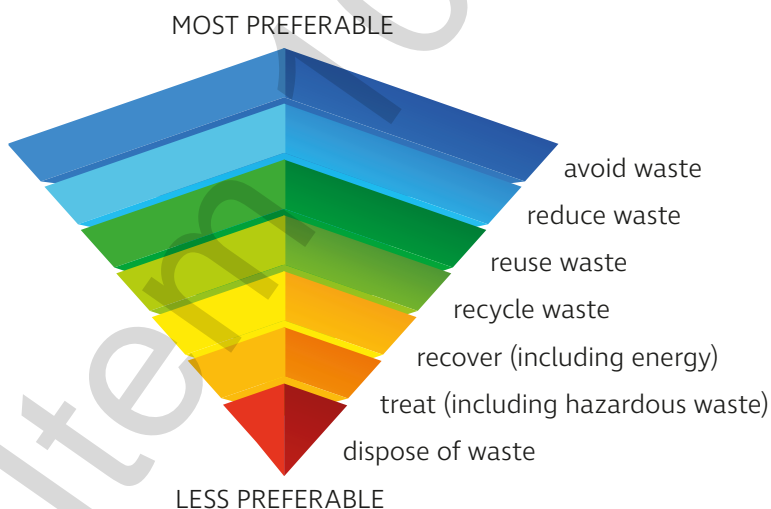 MOST PREFERABLE
avoid waste
reduce waste
reuse waste
recycle waste
recover (including energy)
treat (including hazardous waste)
dispose of waste
LESS PREFERABLE